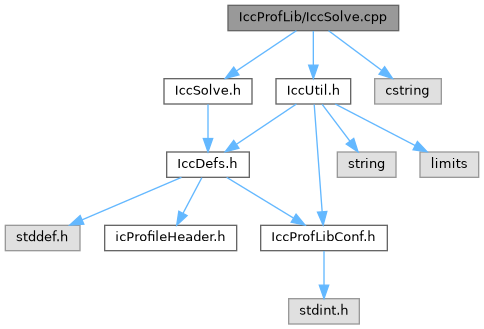 IccProfLib/IccSolve.cpp
IccSolve.h
IccUtil.h
cstring
IccDefs.h
string
limits
stddef.h
icProfileHeader.h
IccProfLibConf.h
stdint.h